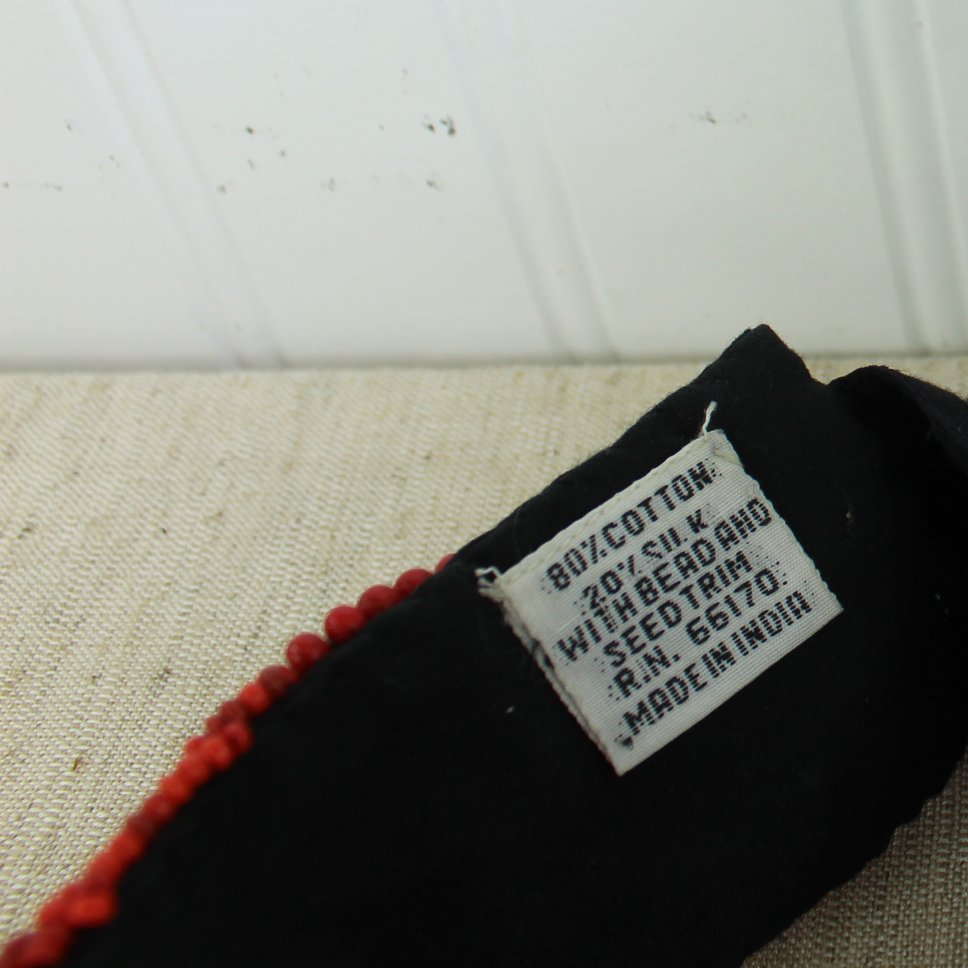 80% COTTON
20% SILK
WITH BEAD AND
SEED TRIM
R.N. 66170
MADE IN INDIA